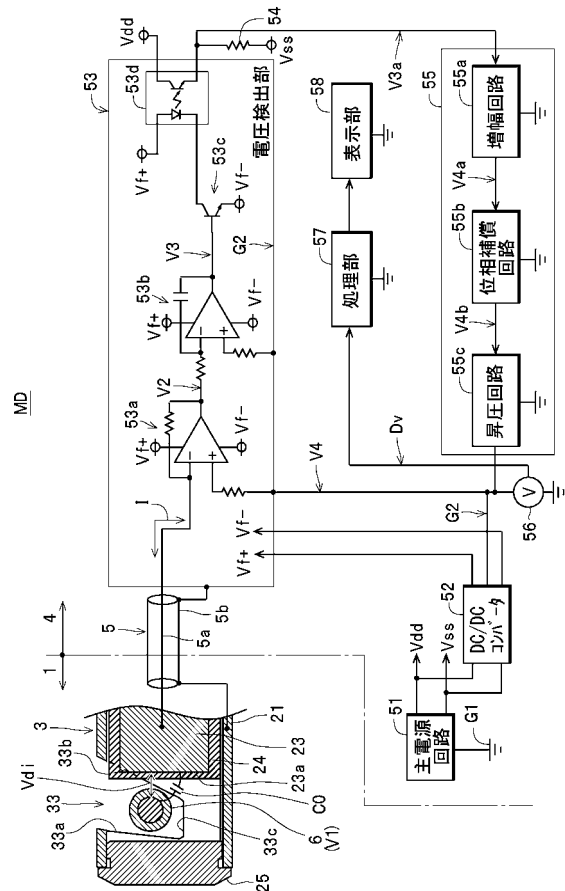 MD
53
53d
Vdd
54
Vss
Vf+
電圧検出部
53c
Vf-
V3
G2
53b
Vf+
Vf-
V2
53a
Vf+
Vf-
I
V3a
55
55a
増幅回路
V4a
55b
位相補償
回路
V4b
55c
昇圧回路
58
表示部
57
処理部
Dv
V4
V
56
G2
Vf-
Vf+
52
DC/DC
コンバータ
Vdd
Vss
51
主電源
回路
G1
1
4
5
5a
5b
3
21
23
24
23a
C0
6
(V1)
33c
25
33a
33
33b
Vdi